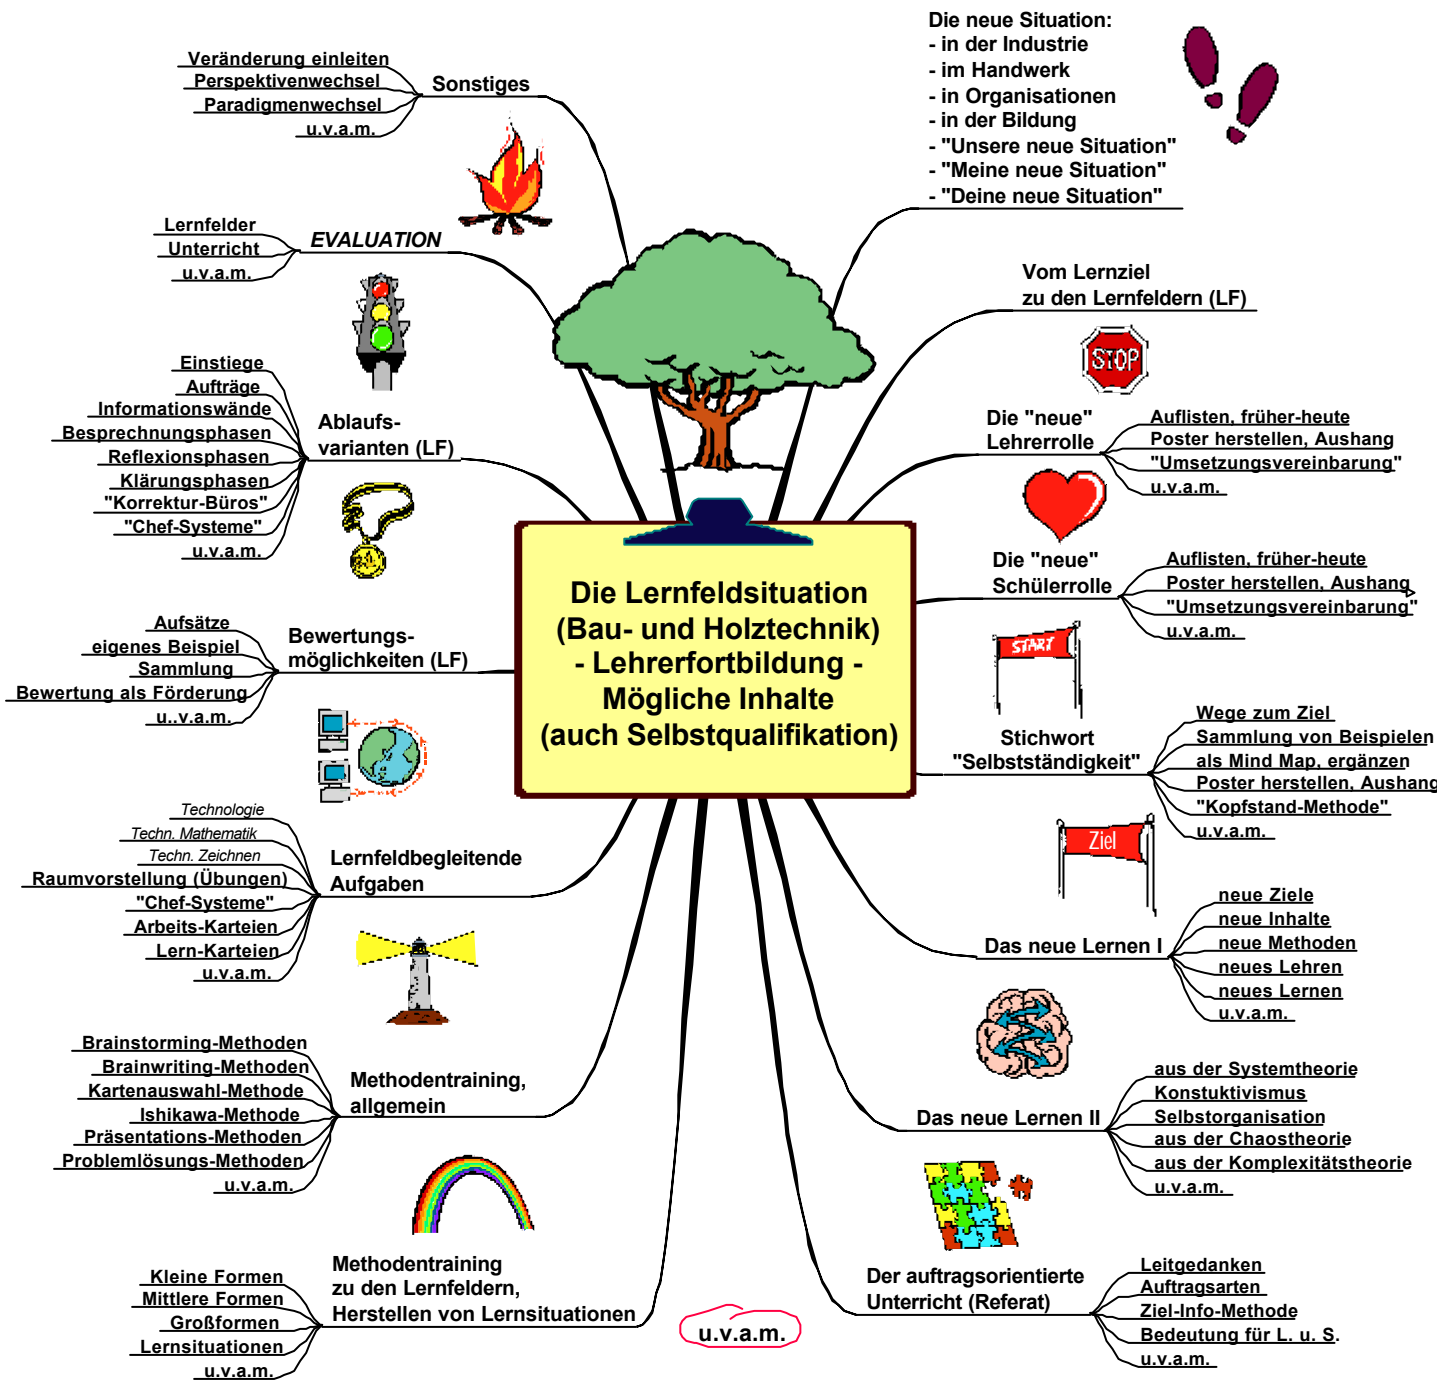 Die Lernfeldsituation
(Bau- und Holztechnik)
- Lehrerfortbildung -
Mögliche Inhalte
(auch Selbstqualifikation)
Die neue Situation:
- in der Industrie
- im Handwerk
- in Organisationen
- in der Bildung
- "Unsere neue Situation"
- "Meine neue Situation"
- "Deine neue Situation"
Vom Lernziel
zu den Lernfeldern (LF)
STOP
Die "neue"
Lehrerrolle
Auflisten, früher-heute
Poster herstellen, Aushang
"Umsetzungsvereinbarung"
u.v.a.m.
Die "neue"
Schülerrolle
Auflisten, früher-heute
Poster herstellen, Aushang
"Umsetzungsvereinbarung"
u.v.a.m.
START
Stichwort
"Selbstständigkeit"
Wege zum Ziel
Sammlung von Beispielen
als Mind Map, ergänzen
Poster herstellen, Aushang
"Kopfstand-Methode"
u.v.a.m.
Ziel
Das neue Lernen I
neue Ziele
neue Inhalte
neue Methoden
neues Lehren
neues Lernen
u.v.a.m.
Das neue Lernen II
aus der Systemtheorie
Konstuktivismus
Selbstorganisation
aus der Chaostheorie
aus der Komplexitätstheorie
u.v.a.m.
Der auftragsorientierte
Unterricht (Referat)
Leitgedanken
Auftragsarten
Ziel-Info-Methode
Bedeutung für L. u. S.
u.v.a.m.
u.v.a.m.
Methodentraining
zu den Lernfeldern,
Herstellen von Lernsituationen
Kleine Formen
Mittlere Formen
Großformen
Lernsituationen
u.v.a.m.
Methodentraining,
allgemein
Brainstorming-Methoden
Brainwriting-Methoden
Kartenauswahl-Methode
Ishikawa-Methode
Präsentations-Methoden
Problemlösungs-Methoden
u.v.a.m.
Lernfeldbegleitende
Aufgaben
Technologie
Techn. Mathematik
Techn. Zeichnen
Raumvorstellung (Übungen)
"Chef-Systeme"
Arbeits-Karteien
Lern-Karteien
u.v.a.m.
Bewertungs-
möglichkeiten (LF)
Aufsätze
eigenes Beispiel
Sammlung
Bewertung als Förderung
u..v.a.m.
Ablaufs-
varianten (LF)
Einstiege
Aufträge
Informationswände
Besprechnungsphasen
Reflexionsphasen
Klärungsphasen
"Korrektur-Büros"
"Chef-Systeme"
u.v.a.m.
EVALUATION
Lernfelder
Unterricht
u.v.a.m.
Sonstiges
Veränderung einleiten
Perspektivenwechsel
Paradigmenwechsel
u.v.a.m.